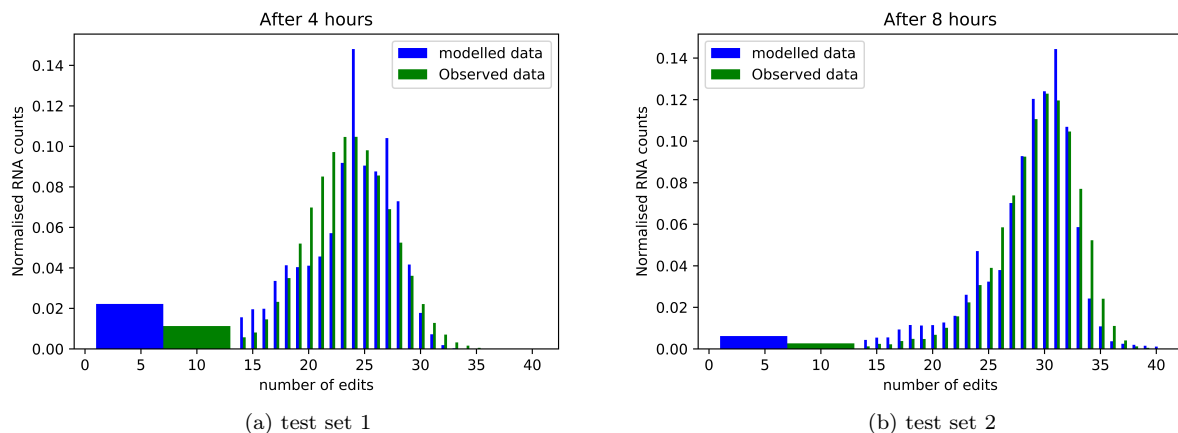 After 4 hours
modelled data
Observed data
Normalised RNA counts
0.14
0.12
0.10
0.08
0.06
0.04
0.02
0.00
0 5 10 15 20 25 30 35 40
number of edits
(a) test set 1
After 8 hours
modelled data
Observed data
Normalised RNA counts
0.14
0.12
0.10
0.08
0.06
0.04
0.02
0.00
0 5 10 15 20 25 30 35 40
number of edits
(b) test set 2